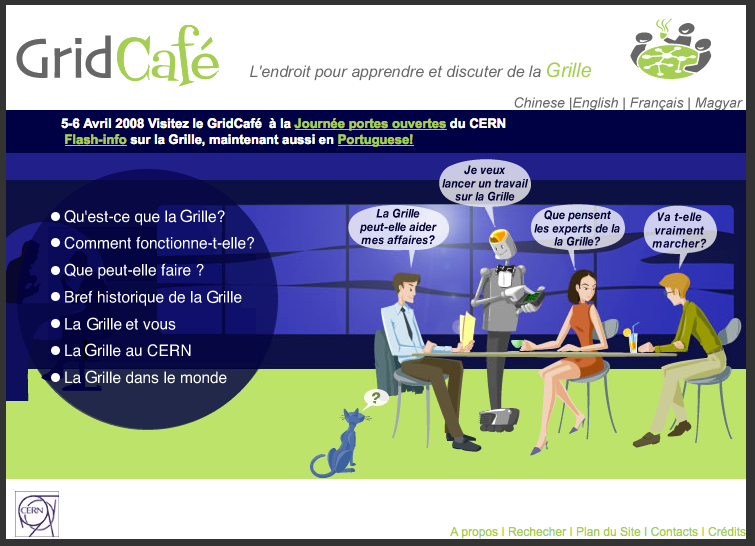 GridCafé
L'endroit pour apprendre et discuter de la Grille
Chinese |English | Français | Magyar
5-6 Avril 2008 Visitez le GridCafé à la Journée portes ouvertes du CERN
Flash-info sur la Grille, maintenant aussi en Portuguese!
Je veux
lancer un travail
sur la Grille
La Grille
peut-elle aider
mes affaires?
Que pensent
les experts de la
la Grille?
Va t-elle
vraiment
marcher?
Qu'est-ce que la Grille?
Comment fonctionne-t-elle?
Que peut-elle faire ?
Bref historique de la Grille
La Grille et vous
La Grille au CERN
La Grille dans le monde
?
CERN
A propos I Rechecher I Plan du Site I Contacts I Crédits